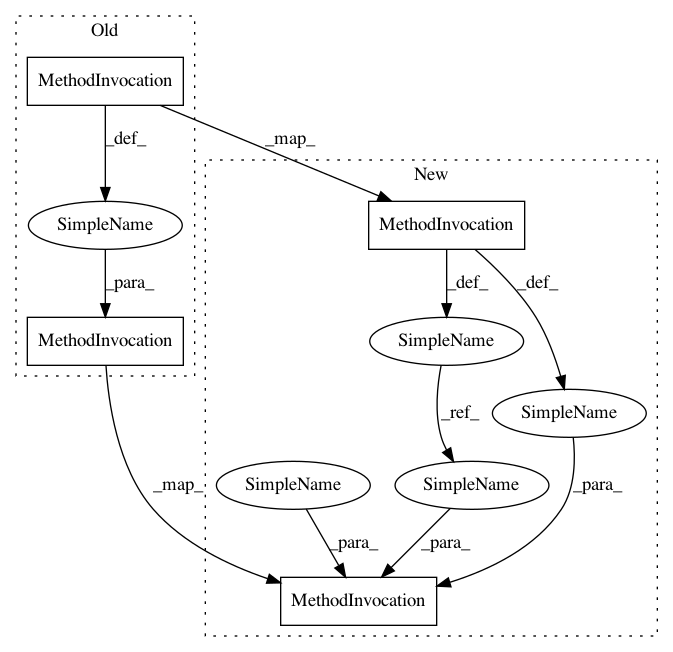 Old
MethodInvocation
_def_
_map_
New
SimpleName
MethodInvocation
_para_
_def_
_def_
MethodInvocation
SimpleName
SimpleName
_ref_
_map_
SimpleName
SimpleName
_para_
_para_
_para_
MethodInvocation